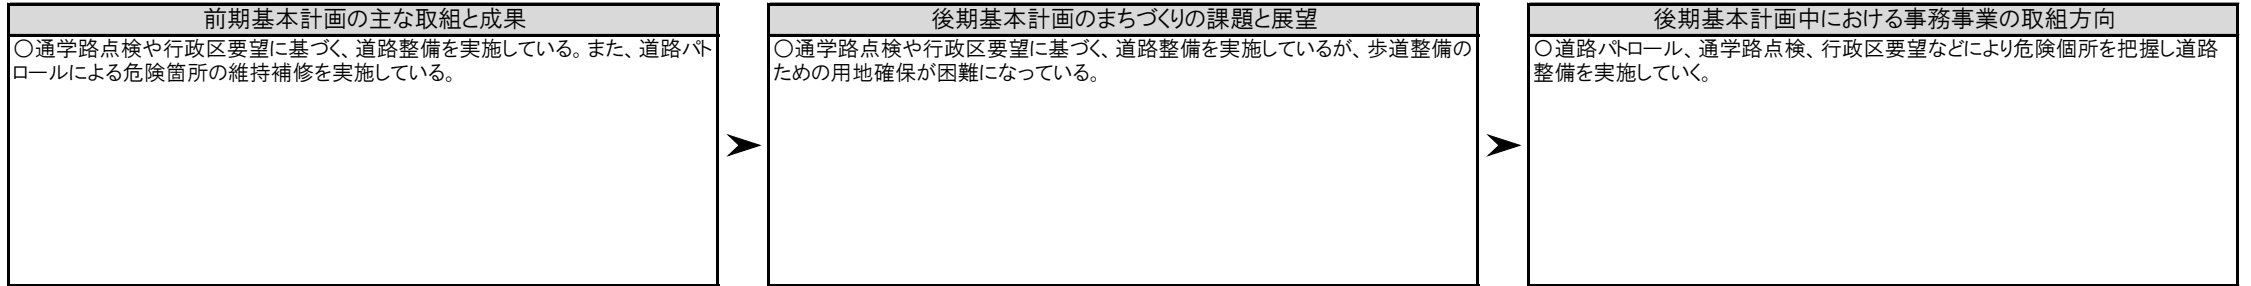 前期基本計画の主な取組と成果
○通学路点検や行政区要望に基づく、道路整備を実施している。また、道路パト
ロールによる危険箇所の維持補修を実施している。
後期基本計画のまちづくりの課題と展望
○通学路点検や行政区要望に基づく、道路整備を実施しているが、歩道整備の
ための用地確保が困難になっている。
後期基本計画中における事務事業の取組方向
○道路パトロール、通学路点検、行政区要望などにより危険個所を把握し道路
整備を実施していく。